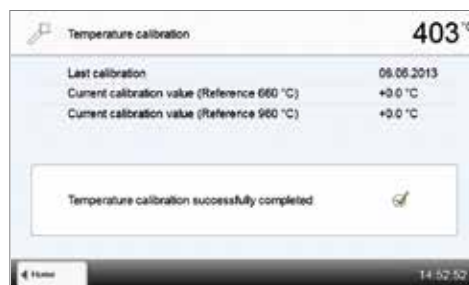 Temperature calibration 403 °C
Last calibration 06.06.2013
Current calibration value (Reference 660 °C) +0.0 °C
Current calibration value (Reference 960 °C) +0.0 °C
Temperature calibration successfully completed
Home 14:52:52